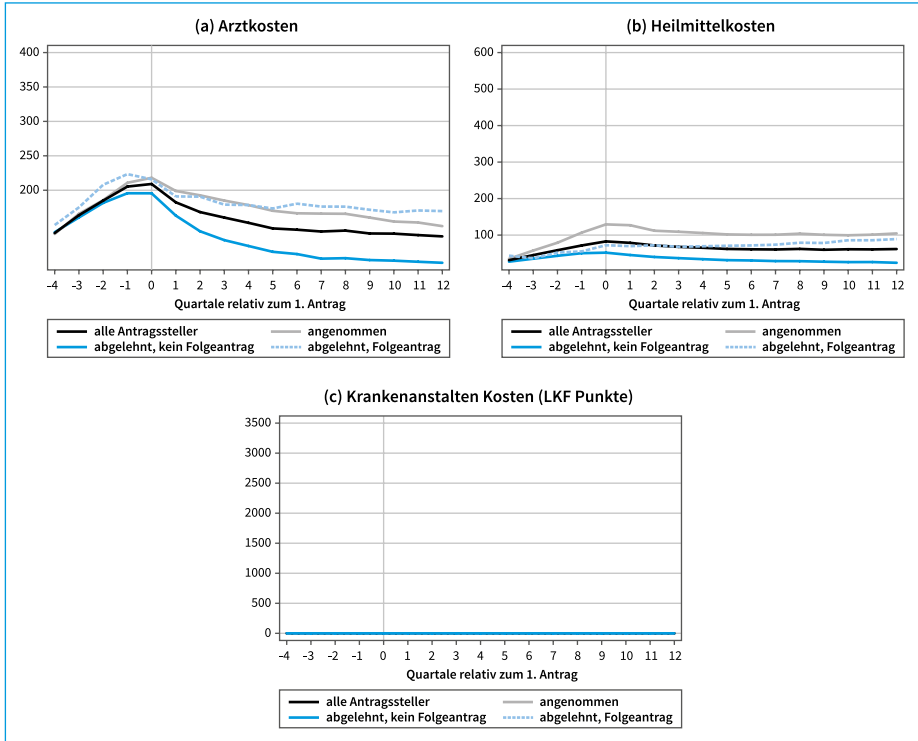 (a) Arztkosten
400
350
300
250
200
–4 –3 –2 –1 0 1 2 3 4 5 6 7 8 9 10 11 12
Quartale relativ zum 1. Antrag
alle Antragssteller angenommen
abgelehnt, kein Folgeantrag abgelehnt, Folgeantrag
(b) Heilmittelkosten
600
500
400
300
200
100
–4 –3 –2 –1 0 1 2 3 4 5 6 7 8 9 10 11 12
Quartale relativ zum 1. Antrag
alle Antragssteller angenommen
abgelehnt, kein Folgeantrag abgelehnt, Folgeantrag
(c) Krankenanstalten Kosten (LKF Punkte)
3500
3000
2500
2000
1500
1000
500
0
–4 –3 –2 –1 0 1 2 3 4 5 6 7 8 9 10 11 12
Quartale relativ zum 1. Antrag
alle Antragssteller angenommen
abgelehnt, kein Folgeantrag abgelehnt, Folgeantrag